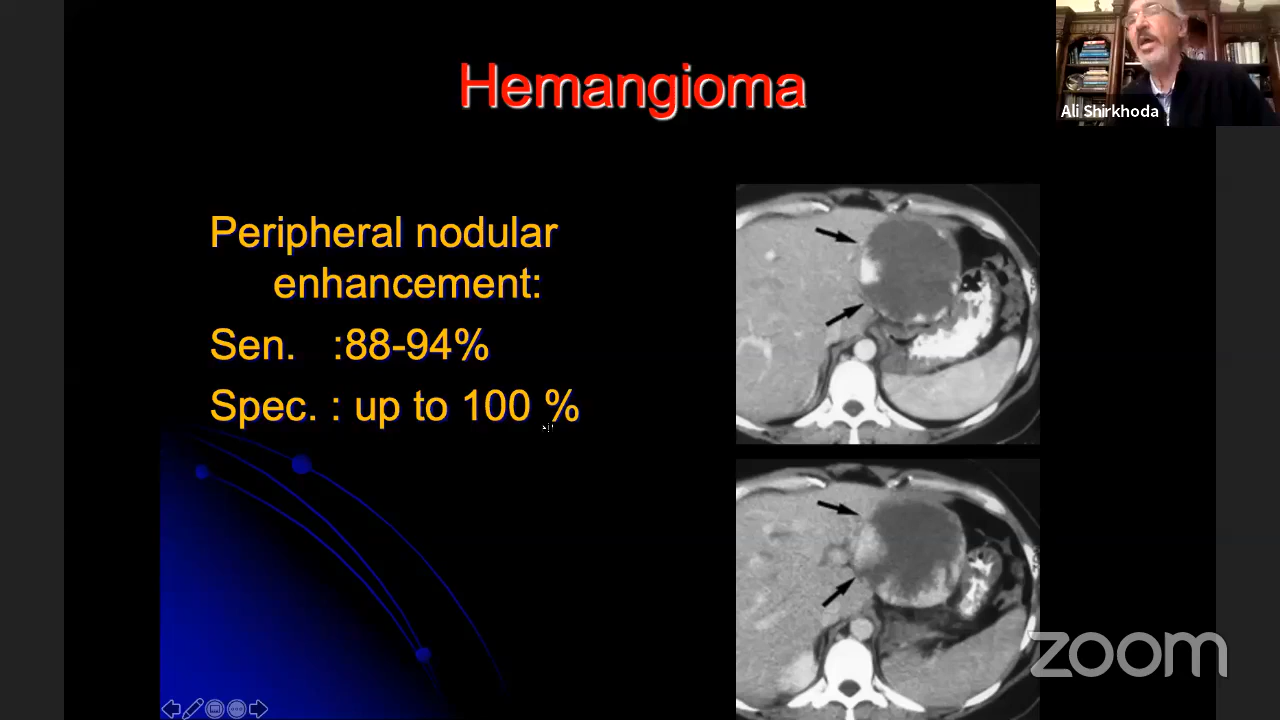 Hemangioma
Ali Shirkhoda
Peripheral nodular
enhancement:
Sen. :88-94%
Spec. : up to 100 %
zoom